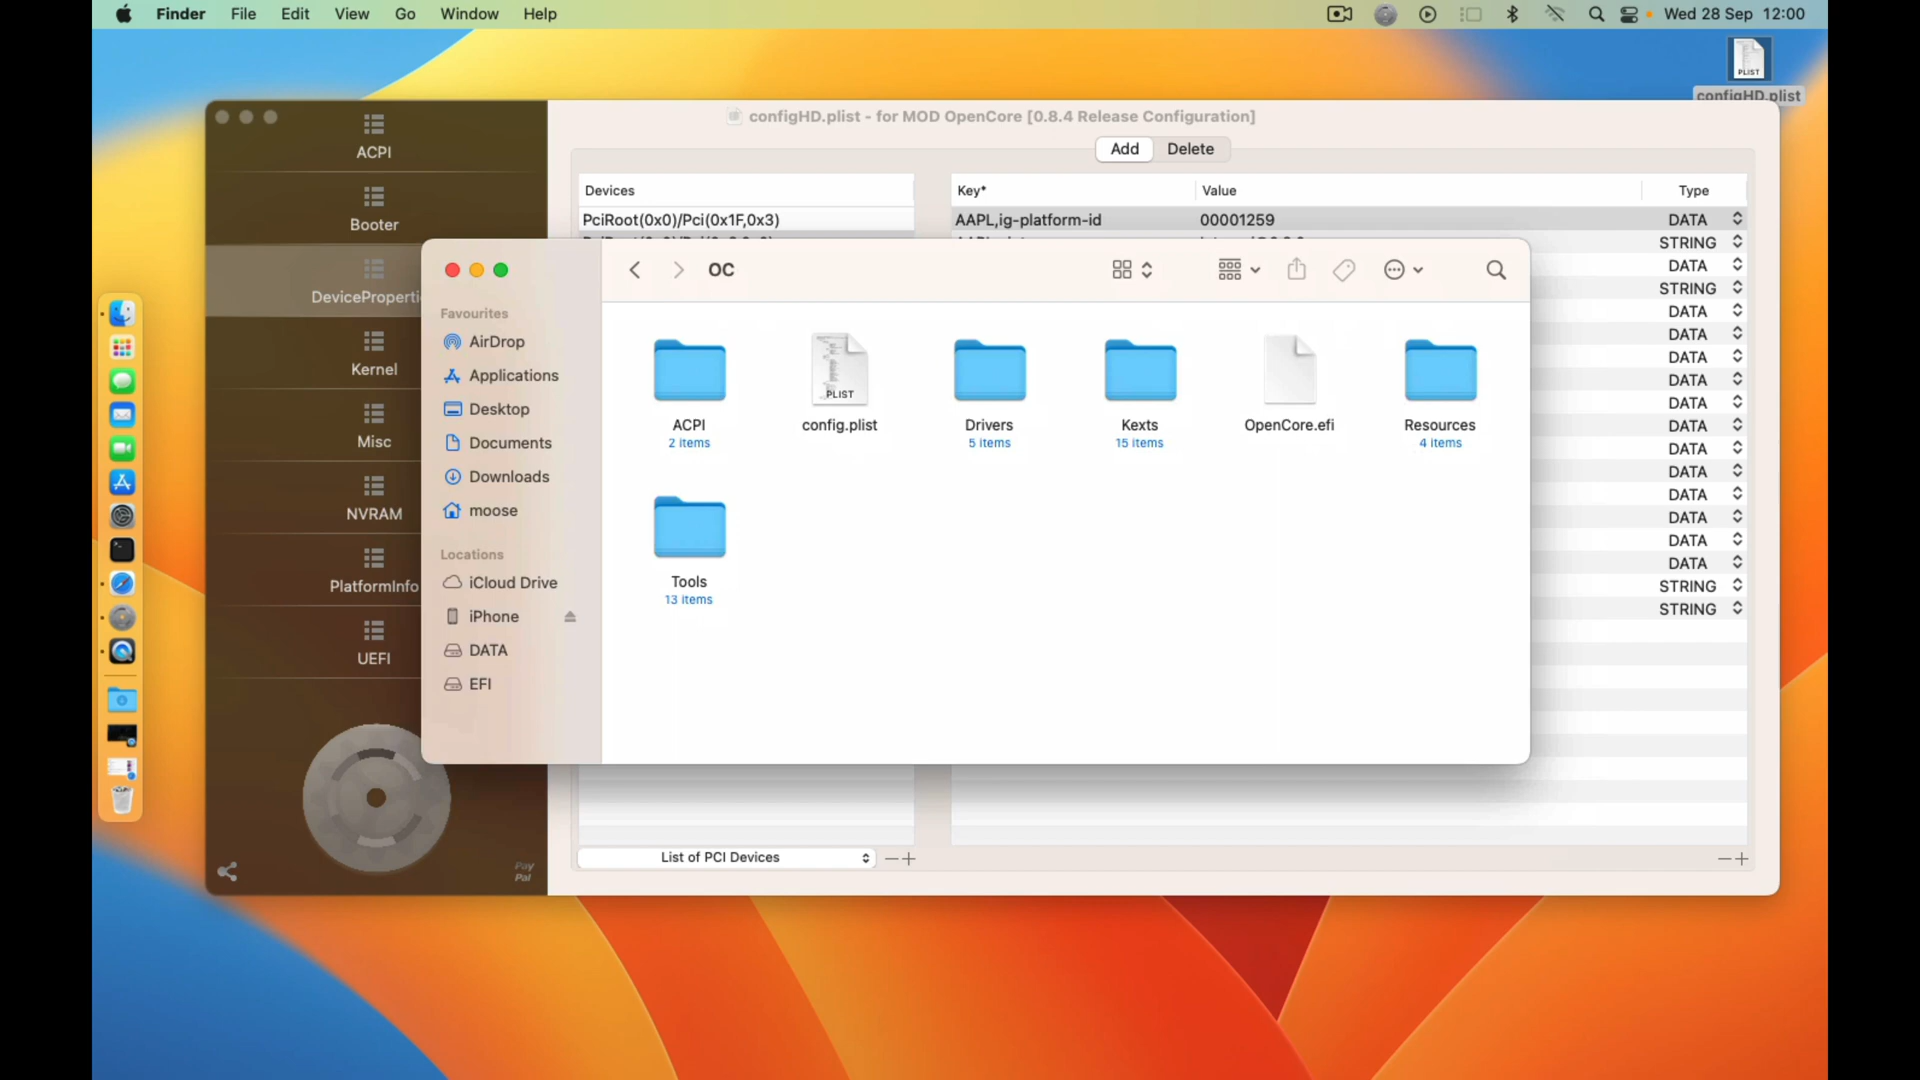 Finder File Edit View Go Window Help Wed 28 Sep 12:00
PLIST
configHD.plist
configHD.plist - for MOD OpenCore [0.8.4 Release Configuration]
ACPI
Booter
DeviceProperti
Kernel
Misc
NVRAM
PlatformInfo
UEFI
Pay
Pal
Add Delete
Devices
PciRoot(0x0)/Pci(0x1F,0x3)
Key* Value Type
AAPL,ig-platform-id 00001259 DATA
STRING
DATA
STRING
DATA
DATA
DATA
DATA
DATA
DATA
DATA
DATA
DATA
DATA
DATA
DATA
STRING
STRING
List of PCI Devices
OC
Favourites
AirDrop
Applications
Desktop
Documents
Downloads
moose
Locations
iCloud Drive
iPhone
DATA
EFI
ACPI
2 items
PLIST
config.plist
Drivers
5 items
Kexts
15 items
OpenCore.efi
Resources
4 items
Tools
13 items